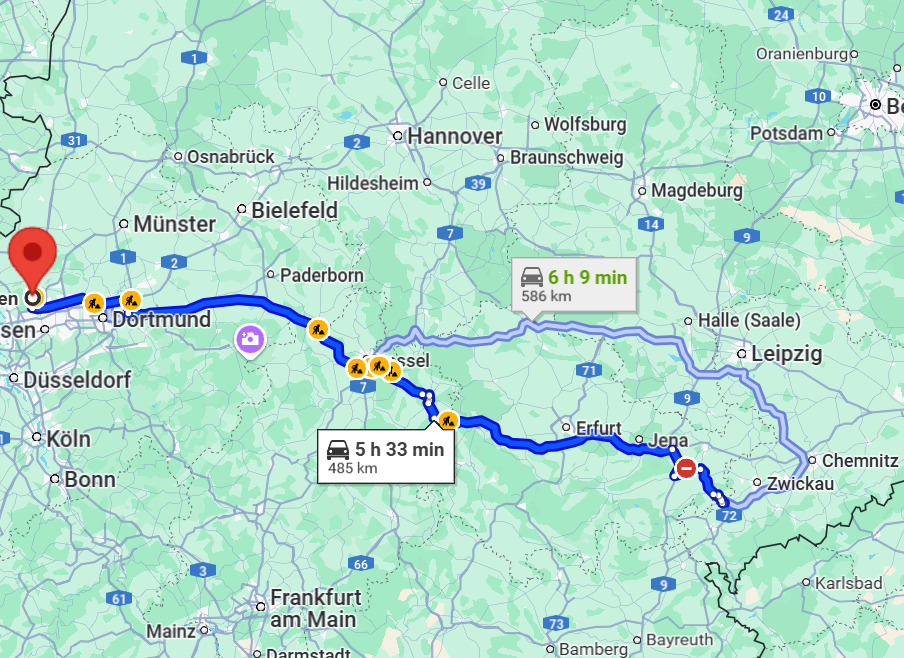 24
Oranienburg
1
Celle
10
Be
31
2
Hannover
Wolfsburg
Potsdam
Osnabrück
Braunschweig
Hildesheim
39
Magdeburg
Bielefeld
Münster
7
14
9
1
2
Paderborn
6 h 9 min
586 km
en
Dortmund
Halle (Saale)
sen
ssel
Leipzig
Düsseldorf
7
71
9
1
Köln
Erfurt
Jena
5 h 33 min
485 km
Chemnitz
Bonn
Zwickau
72
66
3
61
9
Karlsbad
Frankfurt
am Main
Mainz
73
Bayreuth
Bamberg
Darmstadt